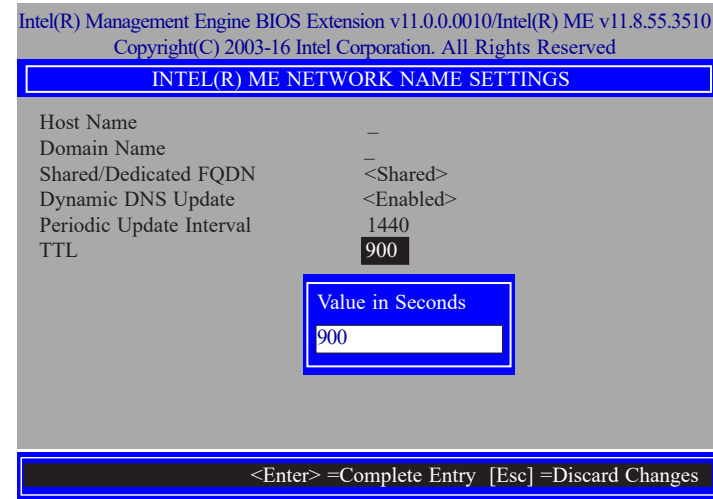 Intel(R) Management Engine BIOS Extension v11.0.0.0010/Intel(R) ME v11.8.55.3510
Copyright(C) 2003-16 Intel Corporation. All Rights Reserved
INTEL(R) ME NETWORK NAME SETTINGS
Host Name _
Domain Name _
Shared/Dedicated FQDN <Shared>
Dynamic DNS Update <Enabled>
Periodic Update Interval 1440
TTL 900
Value in Seconds
900
<Enter> =Complete Entry [Esc] =Discard Changes